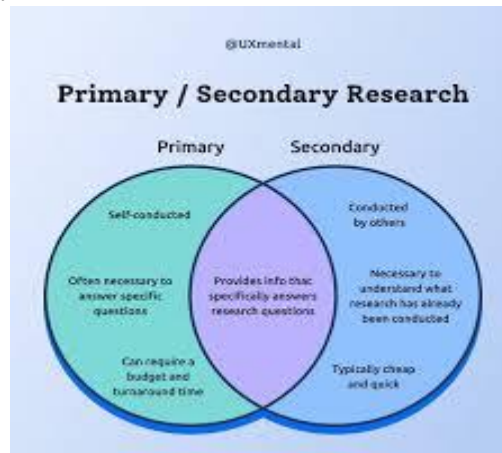 @UXmental
Primary / Secondary Research
Primary
Secondary
Self-conducted
Often necessary to
answer specific
questions
Can require a
budget and
turnaround time
Provides info that
specifically answers
research questions
Conducted
by others
Necessary to
understand what
research has already
been conducted
Typically cheap
and quick